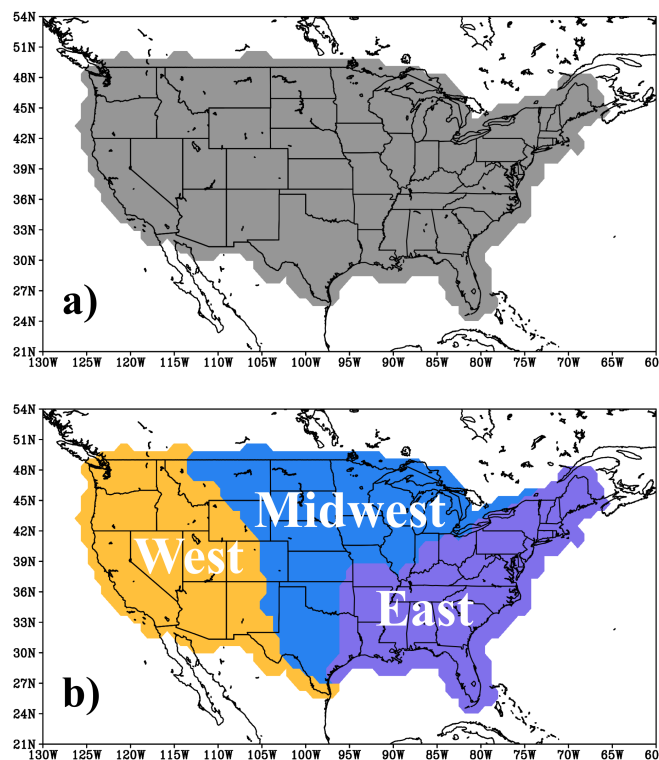 54N
51N
48N
45N
42N
39N
36N
33N
30N
27N
24N
21N
a)
130W 125W 120W 115W 110W 105W 100W 95W 90W 85W 80W 75W 70W 65W 60
54N
51N
48N
45N
42N
39N
36N
33N
30N
27N
24N
21N
Midwest
West
East
b)
130W 125W 120W 115W 110W 105W 100W 95W 90W 85W 80W 75W 70W 65W 60